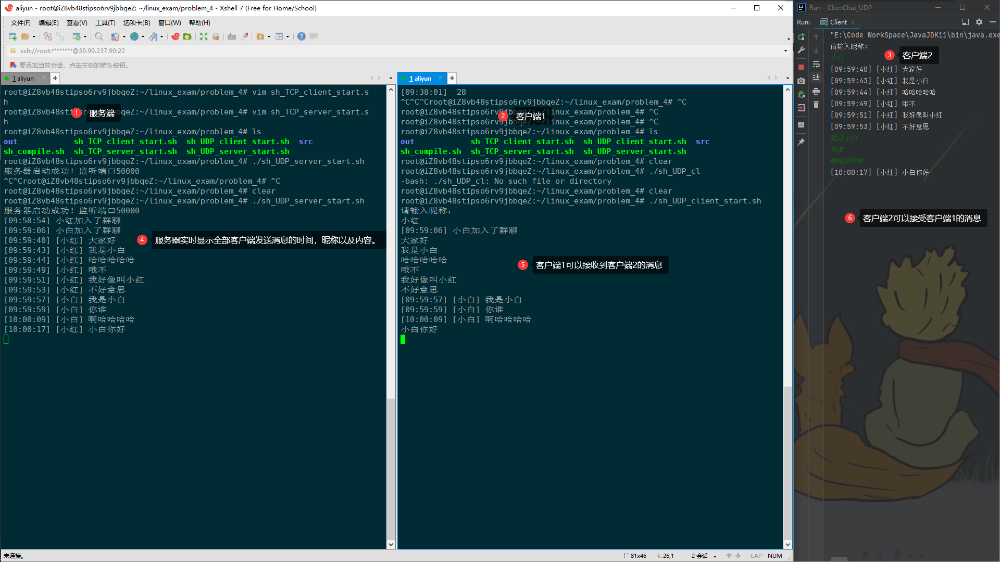 aliyun - root@iZ8vb48stipso6rv9jbbqeZ: ~/linux_exam/problem_4 - Xshell 7 (Free for Home/School)
文件(F) 编辑(E) 查看(V) 工具(T) 选项卡(B) 窗口(W) 帮助(H)
ssh://root:********@39.99.237.90:22
要添加当前会话，点击左侧的箭头按钮。
1 aliyun
root@iZ8vb48stipso6rv9jbbqeZ:~/linux_exam/problem_4# vim sh_TCP_client_start.s
h
root@iZ8vb48stipso6rv9jbbqeZ:~/linux_exam/problem_4# vim sh_TCP_server_start.s
h
1 服务端
root@iZ8vb48stipso6rv9jbbqeZ:~/linux_exam/problem_4# ls
out sh_TCP_client_start.sh sh_UDP_client_start.sh src
sh_compile.sh sh_TCP_server_start.sh sh_UDP_server_start.sh
root@iZ8vb48stipso6rv9jbbqeZ:~/linux_exam/problem_4# ./sh_UDP_server_start.sh
服务器启动成功！监听端口50000
^C^Croot@iZ8vb48stipso6rv9jbbqeZ:~/linux_exam/problem_4# ^C
root@iZ8vb48stipso6rv9jbbqeZ:~/linux_exam/problem_4# clear
root@iZ8vb48stipso6rv9jbbqeZ:~/linux_exam/problem_4# ./sh_UDP_server_start.sh
服务器启动成功！监听端口50000
[09:58:54] 小红加入了群聊
[09:59:06] 小白加入了群聊
[09:59:40] [小红] 大家好
4 服务器实时显示全部客户端发送消息的时间，昵称以及内容。
[09:59:43] [小红] 我是小白
[09:59:44] [小红] 哈哈哈哈哈
[09:59:49] [小红] 哦不
[09:59:51] [小红] 我好像叫小红
[09:59:53] [小红] 不好意思
[09:59:57] [小白] 我是小白
[09:59:59] [小白] 你谁
[10:00:09] [小白] 啊哈哈哈哈
[10:00:17] [小红] 小白你好
1 aliyun
[09:38:01] 28
^C^C^Croot@iZ8vb48stipso6rv9jbbqeZ:~/linux_exam/problem_4# ^C
root@iZ8vb48stipso6rv9jbbqeZ:~/linux_exam/problem_4# ^C
root@iZ8vb48stipso6rv9jbbqeZ:~/linux_exam/problem_4# ^C
2 客户端1
root@iZ8vb48stipso6rv9jbbqeZ:~/linux_exam/problem_4# ls
out sh_TCP_client_start.sh sh_UDP_client_start.sh src
sh_compile.sh sh_TCP_server_start.sh sh_UDP_server_start.sh
root@iZ8vb48stipso6rv9jbbqeZ:~/linux_exam/problem_4# clear
root@iZ8vb48stipso6rv9jbbqeZ:~/linux_exam/problem_4# ./sh_UDP_cl
-bash: ./sh_UDP_cl: No such file or directory
root@iZ8vb48stipso6rv9jbbqeZ:~/linux_exam/problem_4# clear
root@iZ8vb48stipso6rv9jbbqeZ:~/linux_exam/problem_4# ./sh_UDP_client_start.sh
请输入昵称：
小红
[09:59:06] 小白加入了群聊
大家好
我是小白
哈哈哈哈哈
5 客户端1可以接收到客户端2的消息
哦不
我好像叫小红
不好意思
[09:59:57] [小白] 我是小白
[09:59:59] [小白] 你谁
[10:00:09] [小白] 啊哈哈哈哈
小白你好
未连接。
81x46 26,1 2 会话 CAP NUM
Run - ChenChat_UDP
Run: Client
"E:\Code WorkSpace\JavaJDK11\bin\java.exe
请输入昵称：
小白
3 客户端2
[09:59:40] [小红] 大家好
[09:59:43] [小红] 我是小白
[09:59:44] [小红] 哈哈哈哈哈
[09:59:49] [小红] 哦不
[09:59:51] [小红] 我好像叫小红
[09:59:53] [小红] 不好意思
我是小白
你谁
啊哈哈哈哈
[10:00:17] [小红] 小白你好
6 客户端2可以接受客户端1的消息